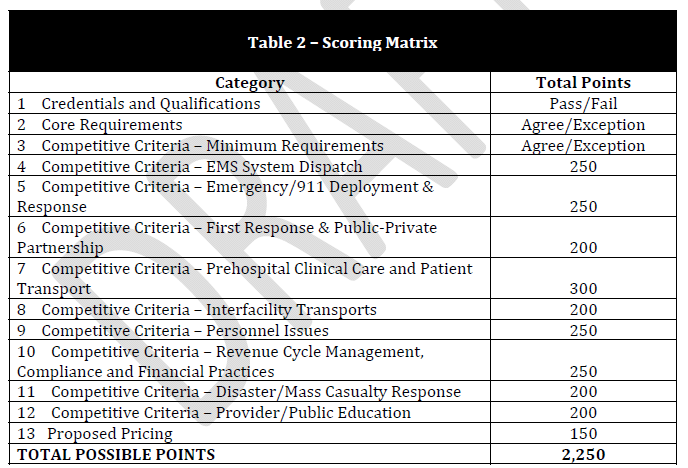 Table 2 – Scoring Matrix
Category Total Points
1 Credentials and Qualifications Pass/Fail
2 Core Requirements Agree/Exception
3 Competitive Criteria – Minimum Requirements Agree/Exception
4 Competitive Criteria – EMS System Dispatch 250
5 Competitive Criteria – Emergency/911 Deployment &
Response 250
6 Competitive Criteria – First Response & Public-Private
Partnership 200
7 Competitive Criteria – Prehospital Clinical Care and Patient
Transport 300
8 Competitive Criteria – Interfacility Transports 200
9 Competitive Criteria – Personnel Issues 250
10 Competitive Criteria – Revenue Cycle Management,
Compliance and Financial Practices 250
11 Competitive Criteria – Disaster/Mass Casualty Response 200
12 Competitive Criteria – Provider/Public Education 200
13 Proposed Pricing 150
TOTAL POSSIBLE POINTS 2,250